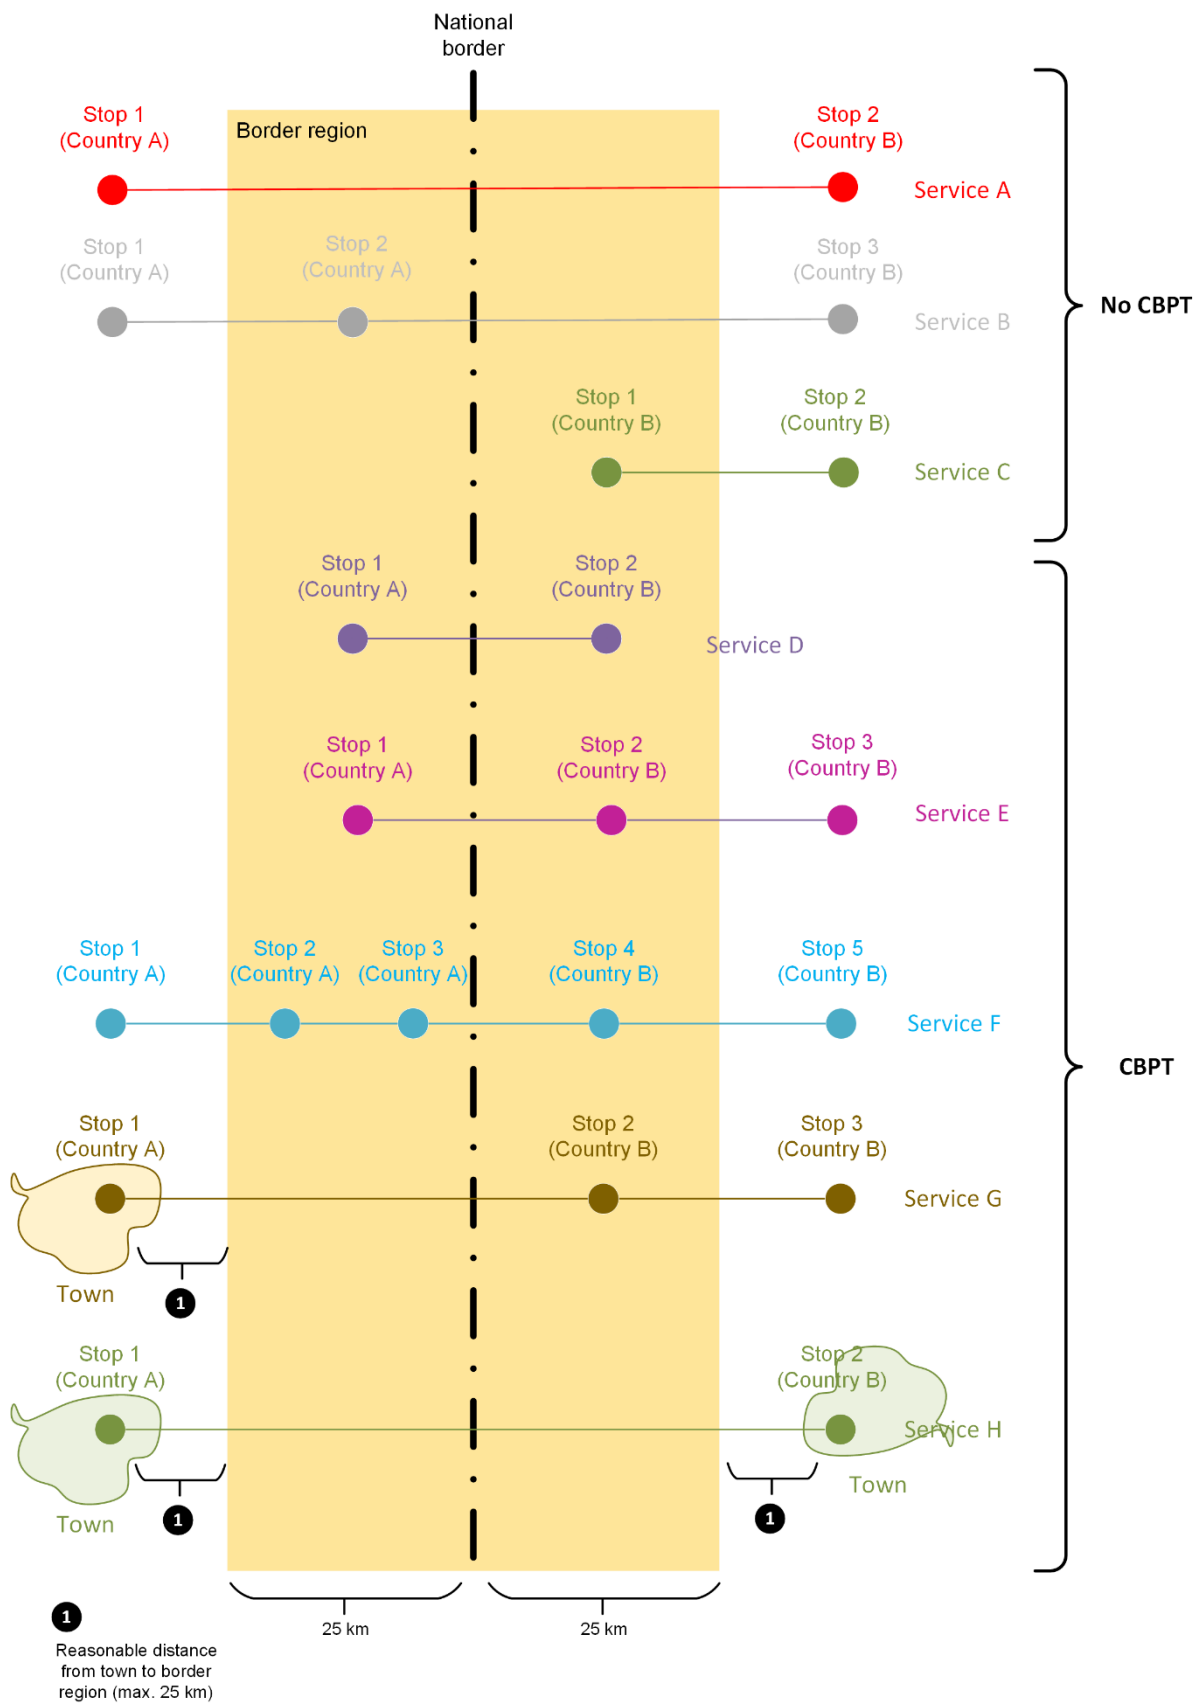 National
border
Border region
Stop 1
(Country A)
Stop 2
(Country B)
Service A
Stop 1
(Country A)
Stop 2
(Country A)
Stop 3
(Country B)
Service B
No CBPT
Stop 1
(Country B)
Stop 2
(Country B)
Service C
Stop 1
(Country A)
Stop 2
(Country B)
Service D
Stop 1
(Country A)
Stop 2
(Country B)
Stop 3
(Country B)
Service E
Stop 1
(Country A)
Stop 2
(Country A)
Stop 3
(Country A)
Stop 4
(Country B)
Stop 5
(Country B)
Service F
CBPT
Stop 1
(Country A)
Stop 2
(Country B)
Stop 3
(Country B)
Service G
Town
1
Stop 1
(Country A)
Stop 2
(Country B)
Service H
Town
1
1
Town
25 km
25 km
1
Reasonable distance
from town to border
region (max. 25 km)